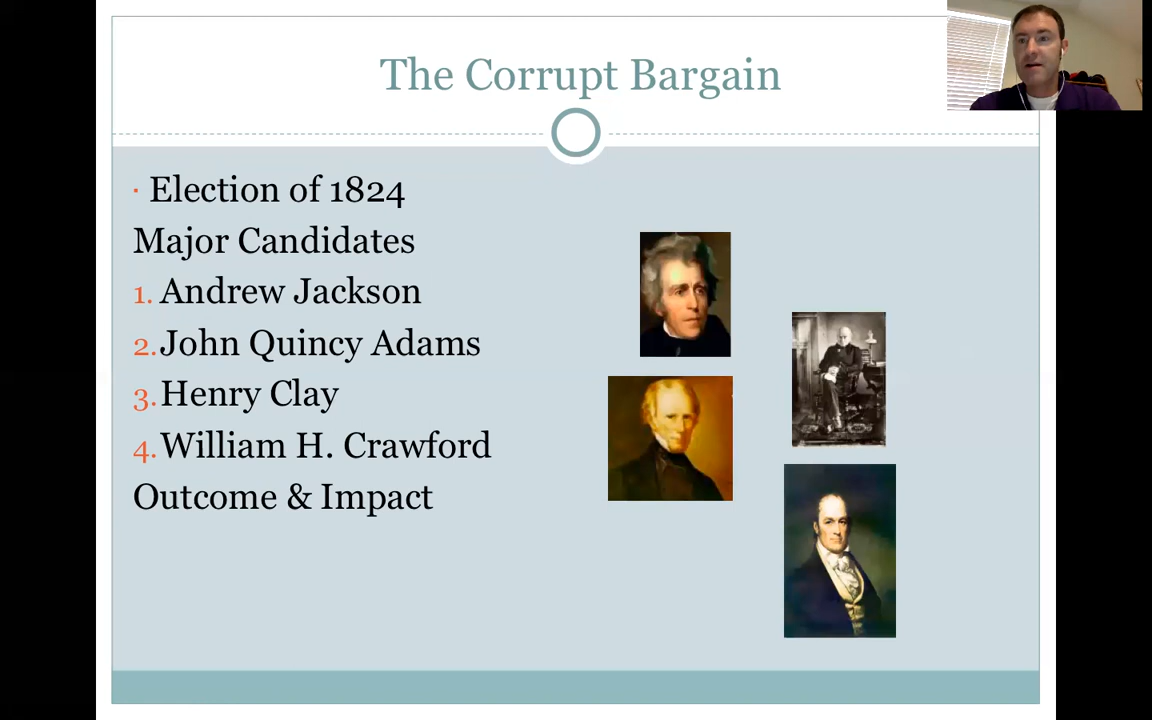 The Corrupt Bargain
· Election of 1824
Major Candidates
1. Andrew Jackson
2. John Quincy Adams
3. Henry Clay
4. William H. Crawford
Outcome & Impact